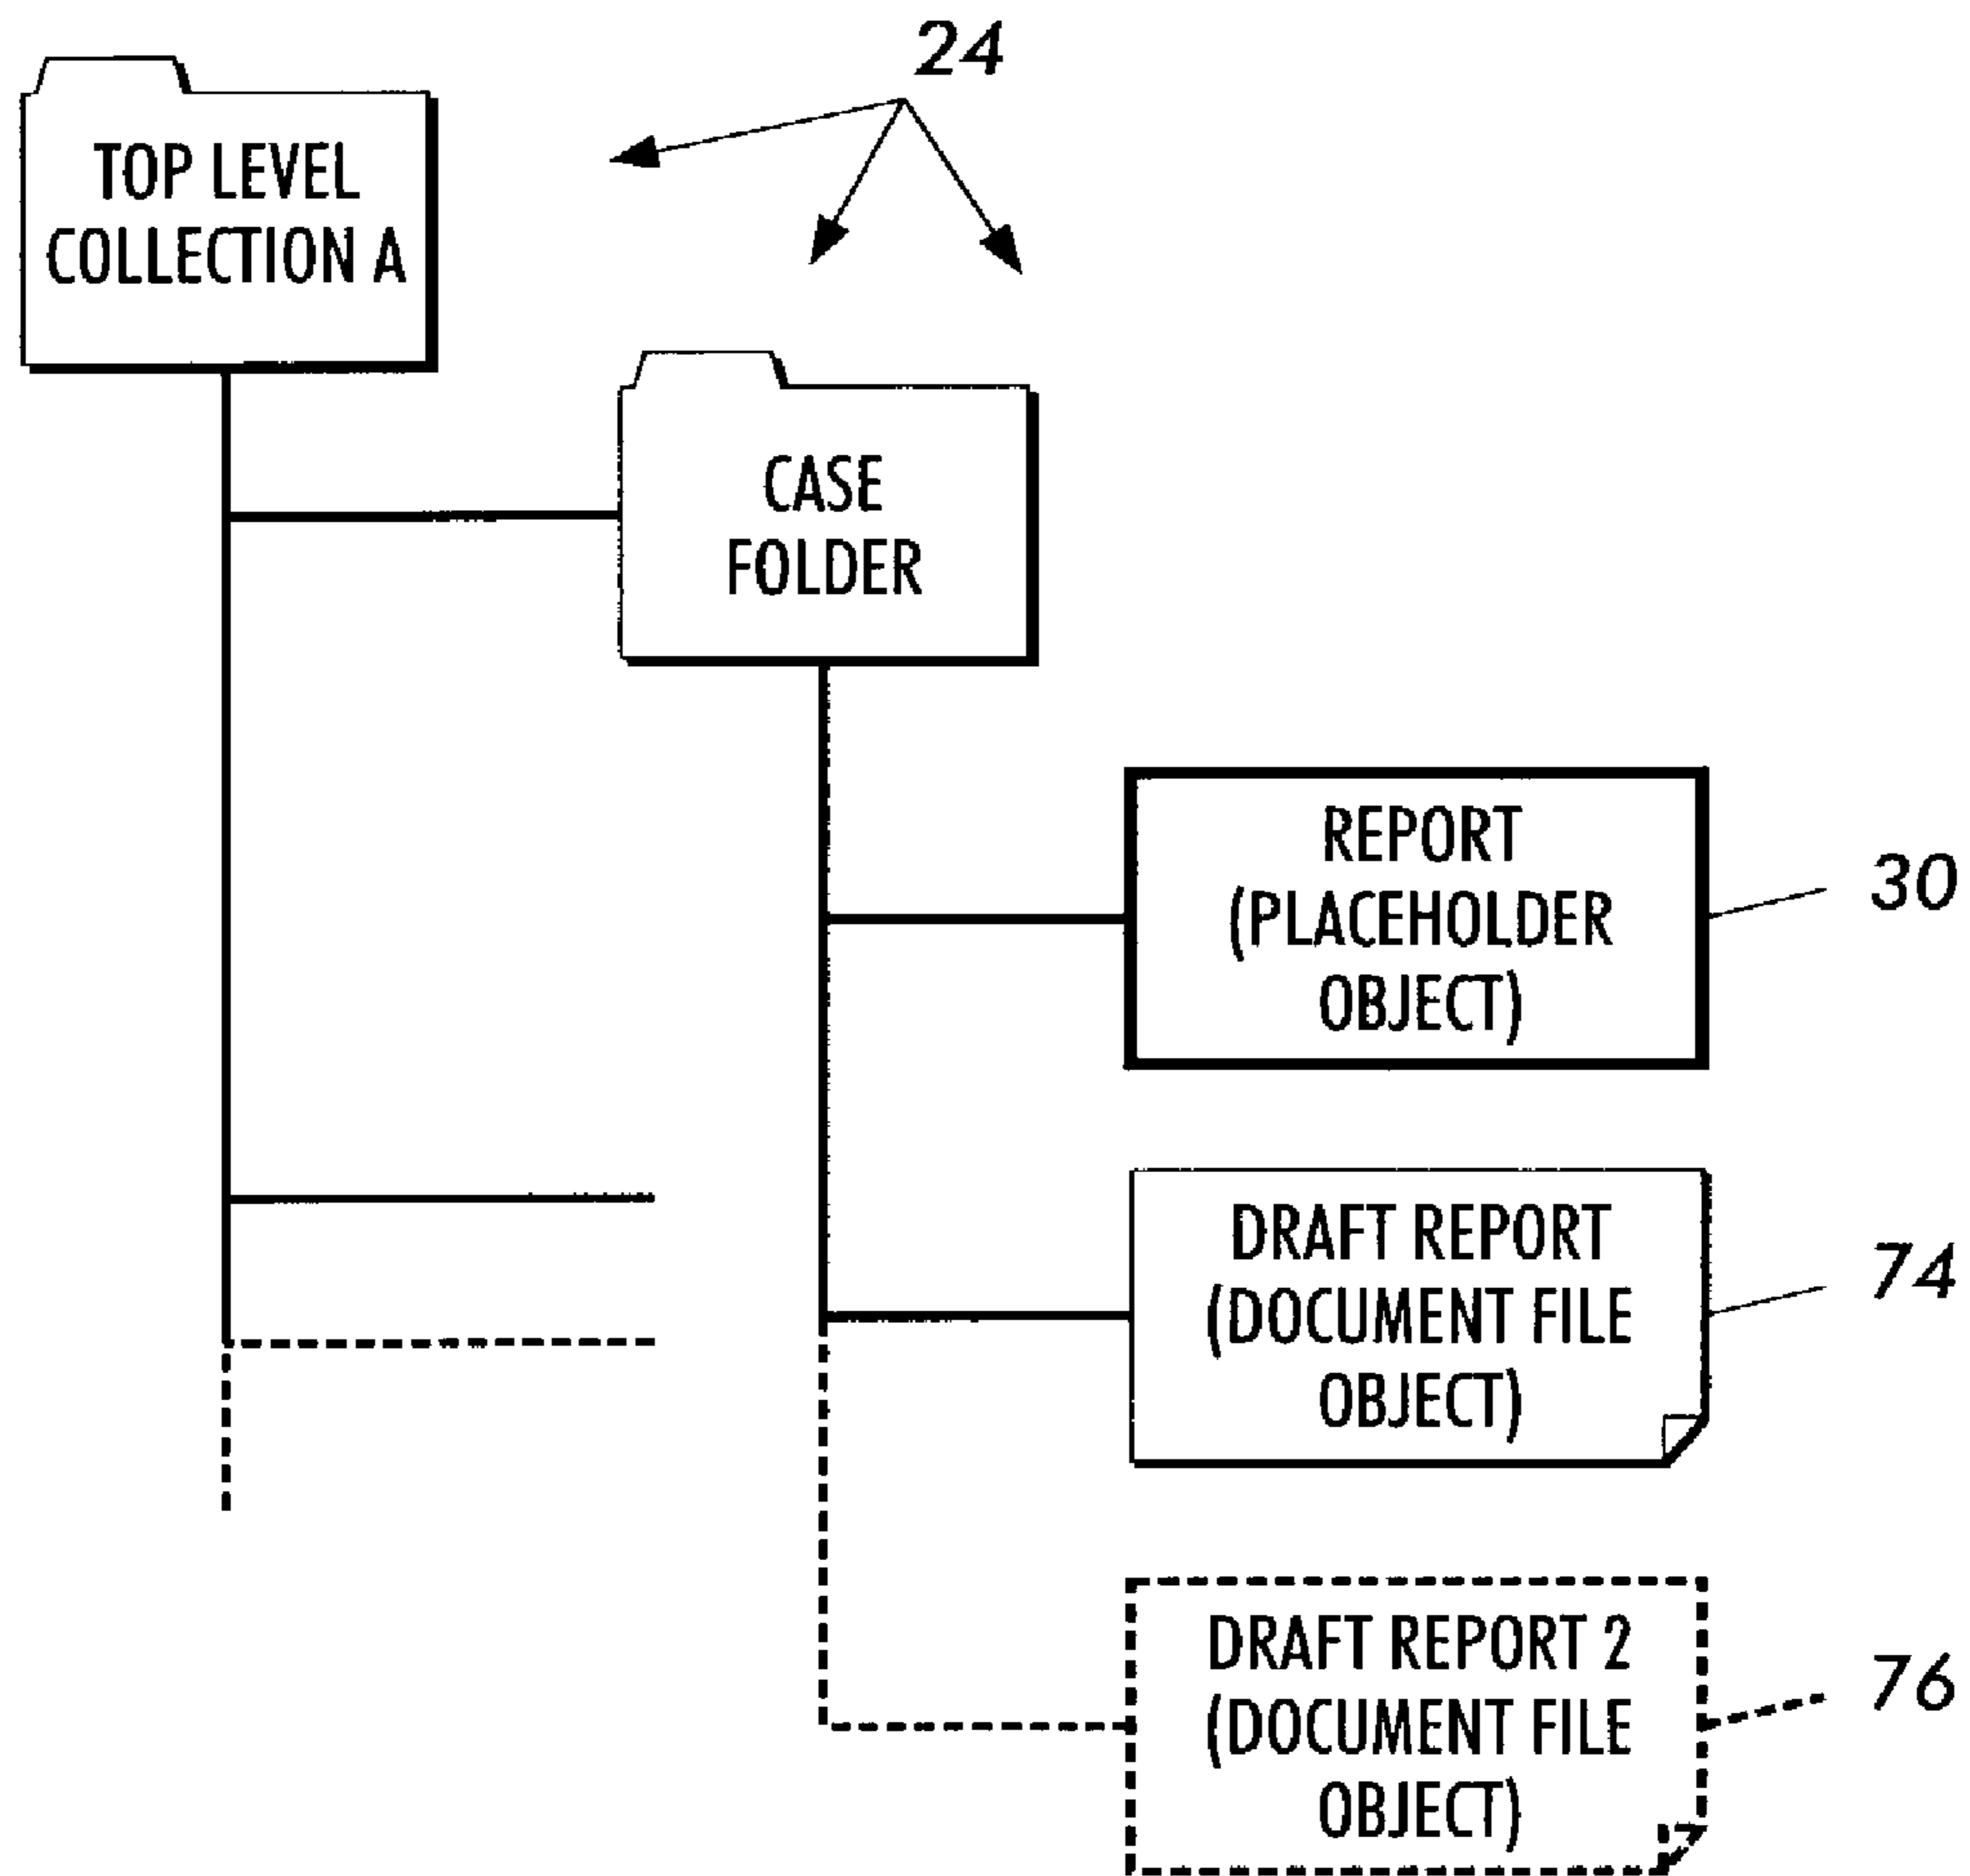 24
TOP LEVEL
COLLECTION A
CASE
FOLDER
REPORT
(PLACEHOLDER
OBJECT)
30
DRAFT REPORT
(DOCUMENT FILE
OBJECT)
74
DRAFT REPORT 2
(DOCUMENT FILE
OBJECT)
76